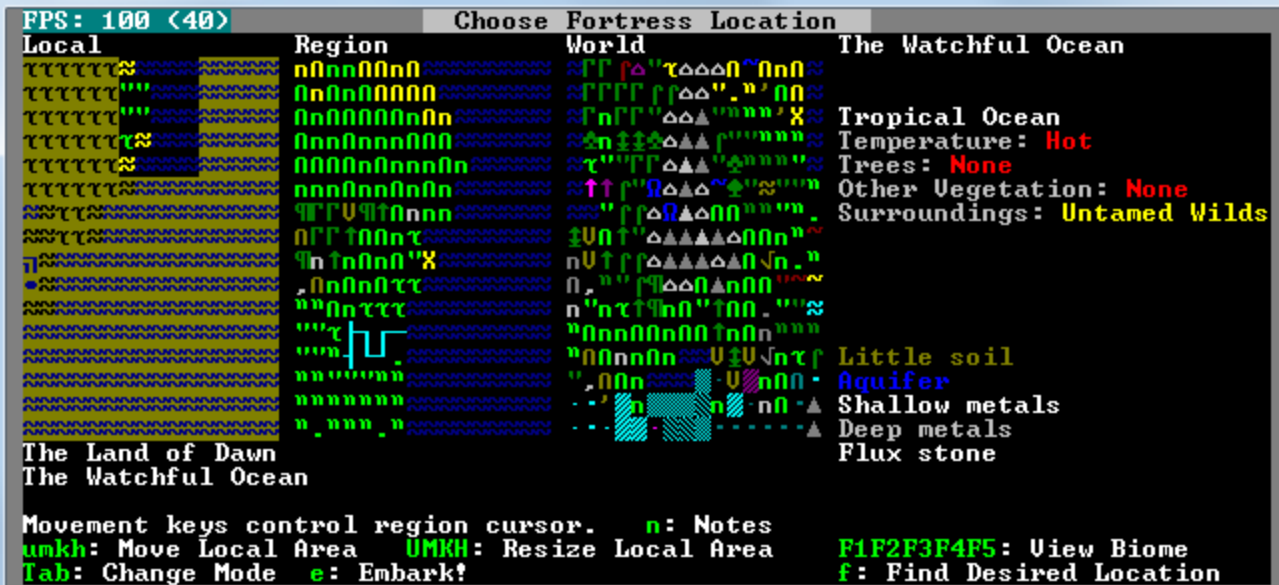 FPS: 100 (40)
Choose Fortress Location
Local
Region
World
The Watchful Ocean
Tropical Ocean
Temperature: Hot
Trees: None
Other Vegetation: None
Surroundings: Untamed Wilds
Little soil
Aquifer
Shallow metals
Deep metals
Flux stone
The Land of Dawn
The Watchful Ocean
Movement keys control region cursor. n: Notes
umkh: Move Local Area UMKH: Resize Local Area
F1F2F3F4F5: View Biome
Tab: Change Mode e: Embark!
f: Find Desired Location